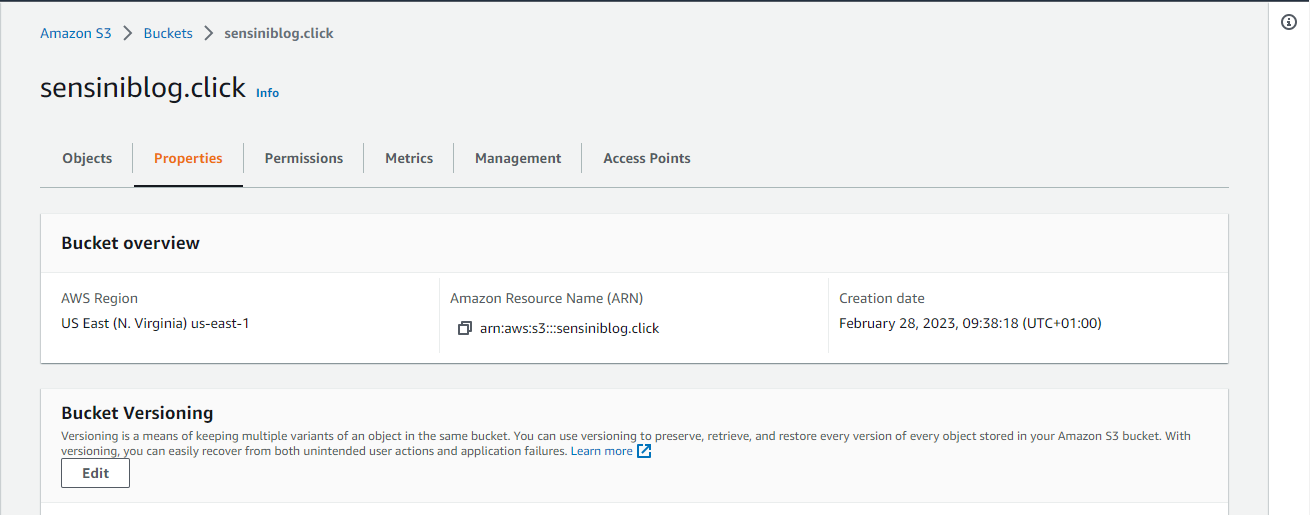 Amazon S3 > Buckets > sensiniblog.click
sensiniblog.click Info
Objects Properties Permissions Metrics Management Access Points
Bucket overview
AWS Region Amazon Resource Name (ARN) Creation date
US East (N. Virginia) us-east-1 arn:aws:s3:::sensiniblog.click February 28, 2023, 09:38:18 (UTC+01:00)
Bucket Versioning
Versioning is a means of keeping multiple variants of an object in the same bucket. You can use versioning to preserve, retrieve, and restore every version of every object stored in your Amazon S3 bucket. With
versioning, you can easily recover from both unintended user actions and application failures. Learn more
Edit